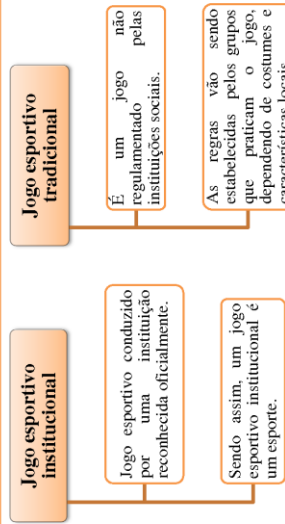 Jogo esportivo
institucional
Jogo esportivo conduzido
por uma instituição
reconhecida oficialmente.
Sendo assim, um jogo
esportivo institucional é
um esporte.
Jogo esportivo
tradicional
É um jogo não
regulamentado pelas
instituições sociais.
As regras vão sendo
estabelecidas pelos grupos
que praticam o jogo,
dependendo de costumes e
características locais.